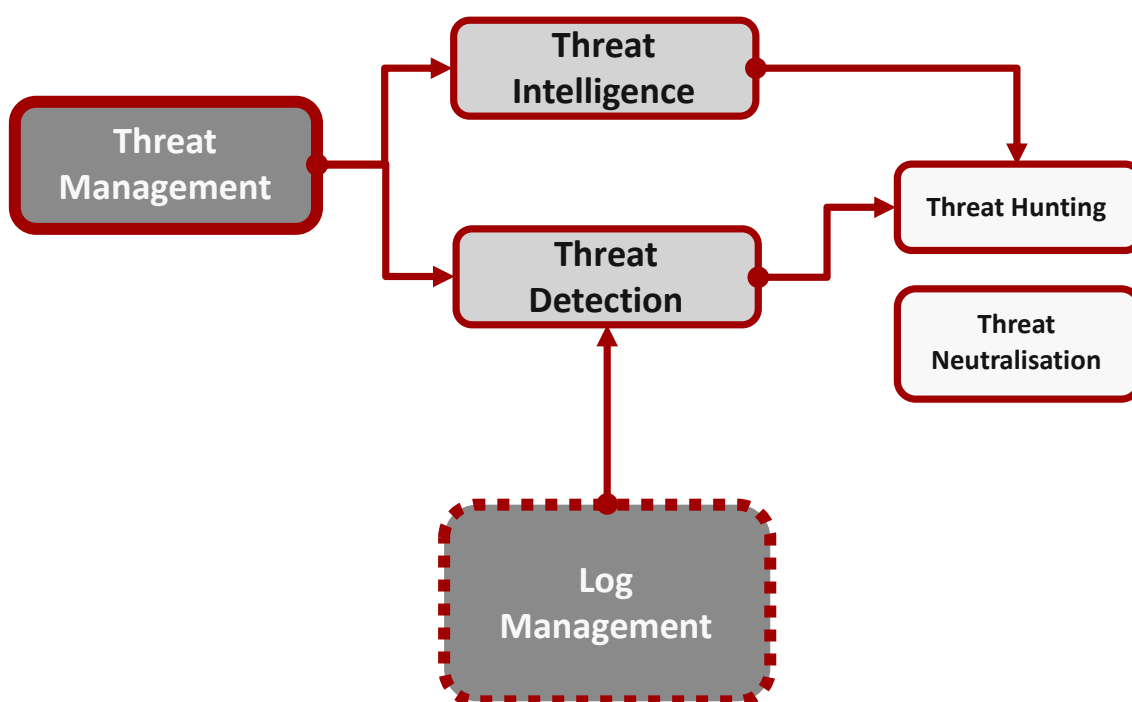 Threat
Intelligence
Threat
Management
Threat Hunting
Threat
Detection
Threat
Neutralisation
Log
Management